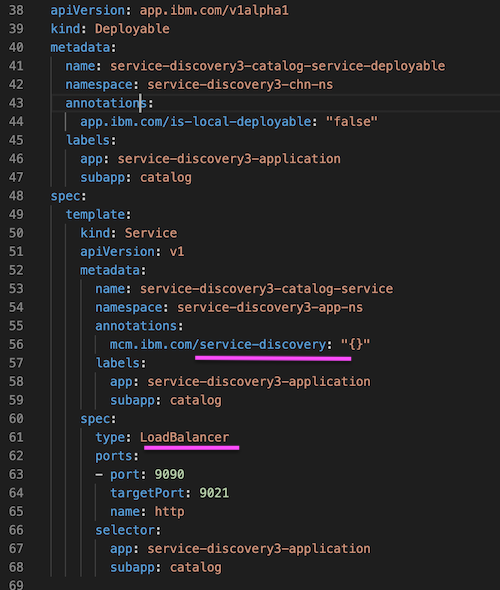 38 apiVersion: app.ibm.com/v1alpha1
39 kind: Deployable
40 metadata:
41   name: service-discovery3-catalog-service-deployable
42   namespace: service-discovery3-chn-ns
43   annotations:
44     app.ibm.com/is-local-deployable: "false"
45   labels:
46     app: service-discovery3-application
47     subapp: catalog
48 spec:
49   template:
50     kind: Service
51     apiVersion: v1
52     metadata:
53       name: service-discovery3-catalog-service
54       namespace: service-discovery3-app-ns
55       annotations:
56         mcm.ibm.com/service-discovery: "{}"
57       labels:
58         app: service-discovery3-application
59         subapp: catalog
60     spec:
61       type: LoadBalancer
62       ports:
63       - port: 9090
64         targetPort: 9021
65         name: http
66       selector:
67         app: service-discovery3-application
68         subapp: catalog
69